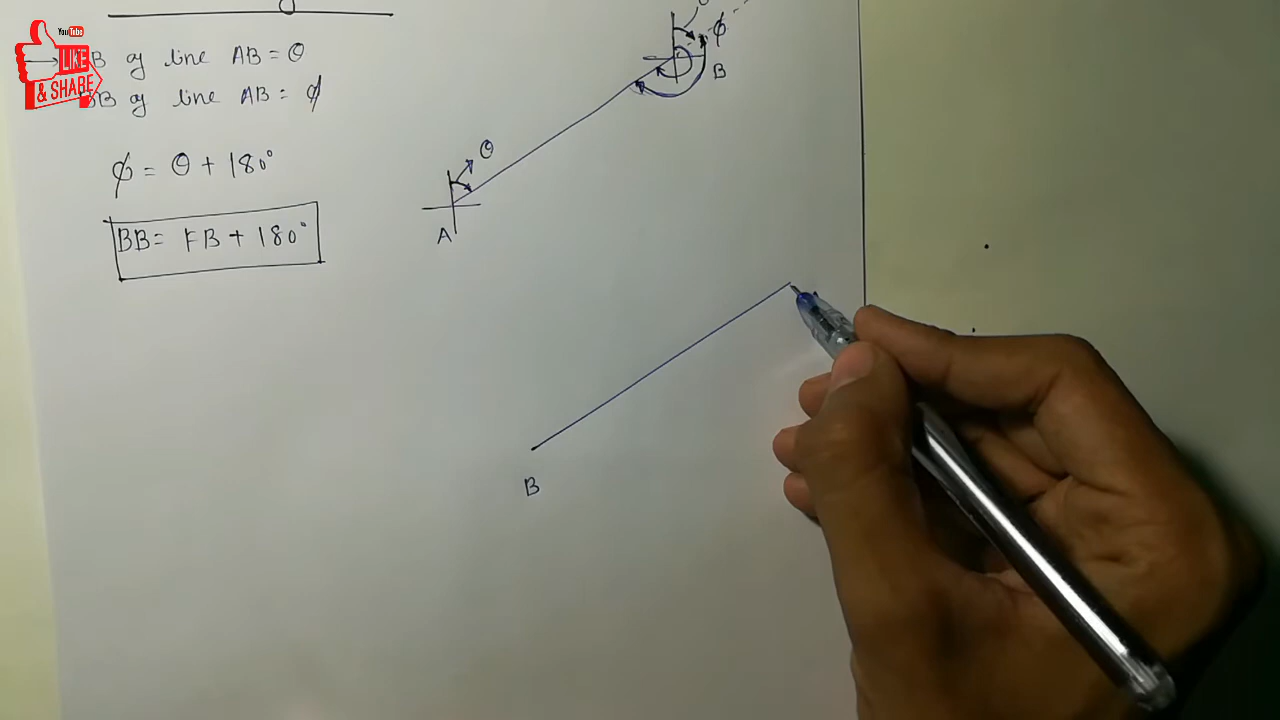 YouTube
LIKE
& SHARE
B of line AB = θ
BB of line AB = ϕ
ϕ = θ + 180°
BB = FB + 180°
θ
A
ϕ
B
B